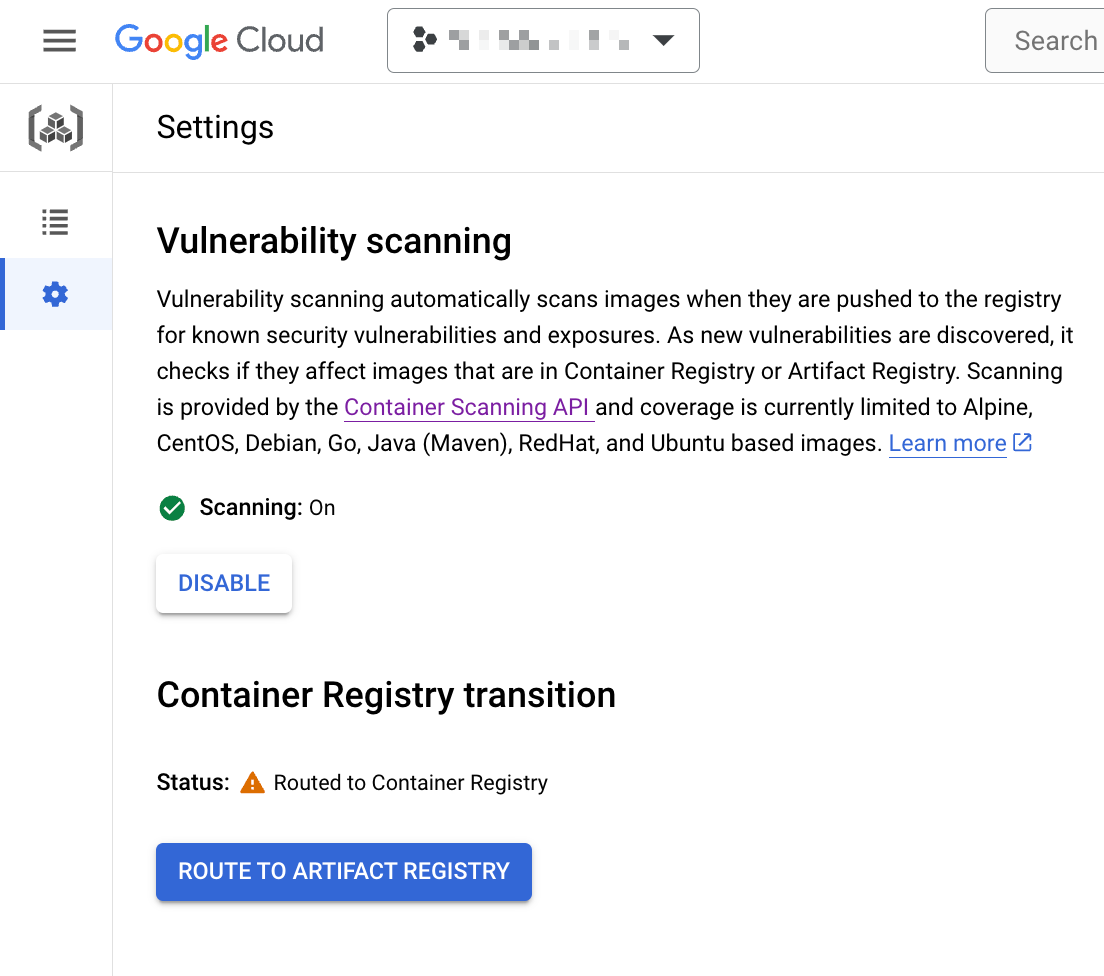 Google Cloud
Search
Settings
Vulnerability scanning
Vulnerability scanning automatically scans images when they are pushed to the registry
for known security vulnerabilities and exposures. As new vulnerabilities are discovered, it
checks if they affect images that are in Container Registry or Artifact Registry. Scanning
is provided by the Container Scanning API and coverage is currently limited to Alpine,
CentOS, Debian, Go, Java (Maven), RedHat, and Ubuntu based images. Learn more
Scanning: On
DISABLE
Container Registry transition
Status: Routed to Container Registry
ROUTE TO ARTIFACT REGISTRY